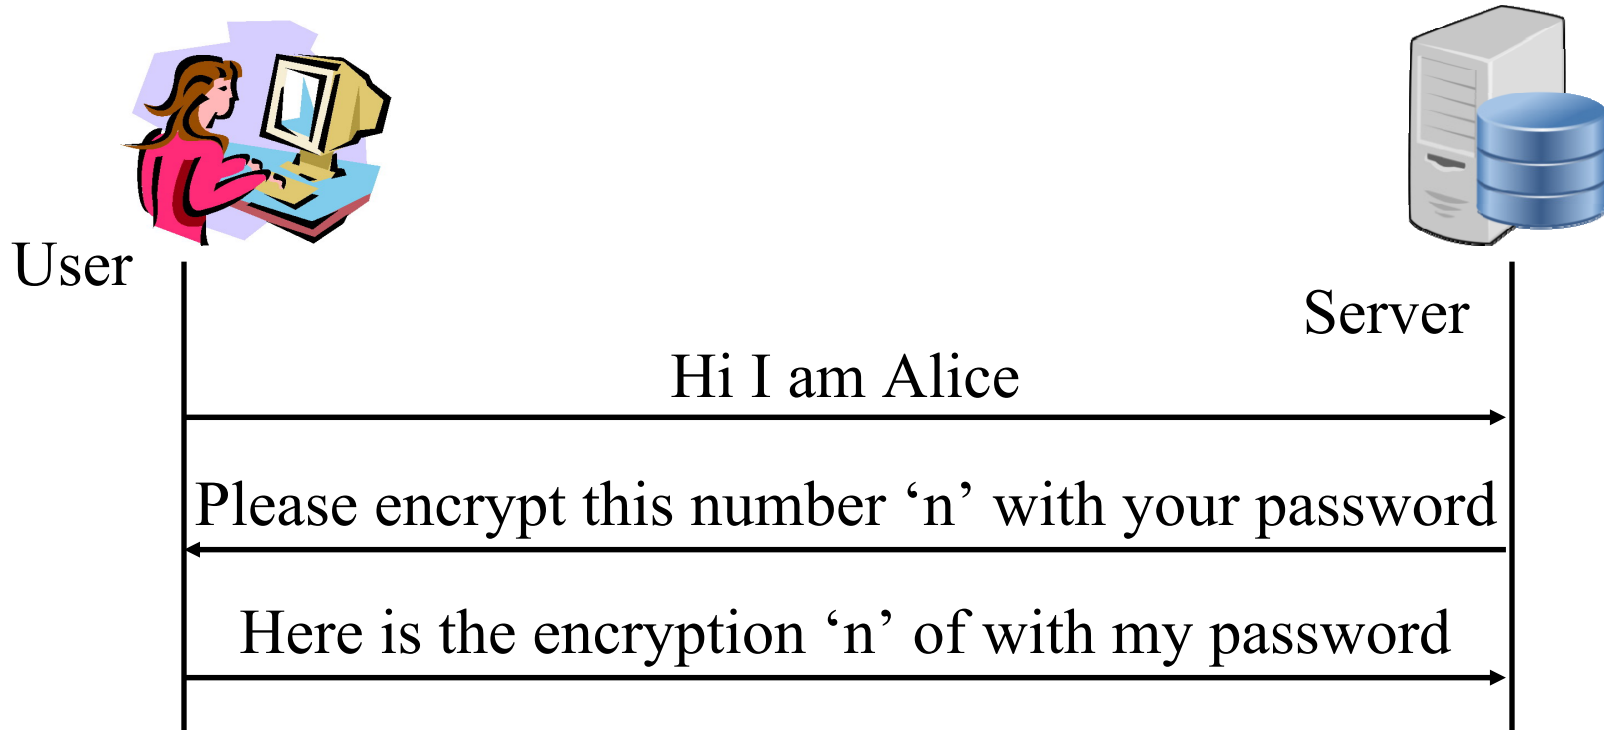 User
Server
Hi I am Alice
Please encrypt this number ‘n’ with your password
Here is the encryption ‘n’ of with my password